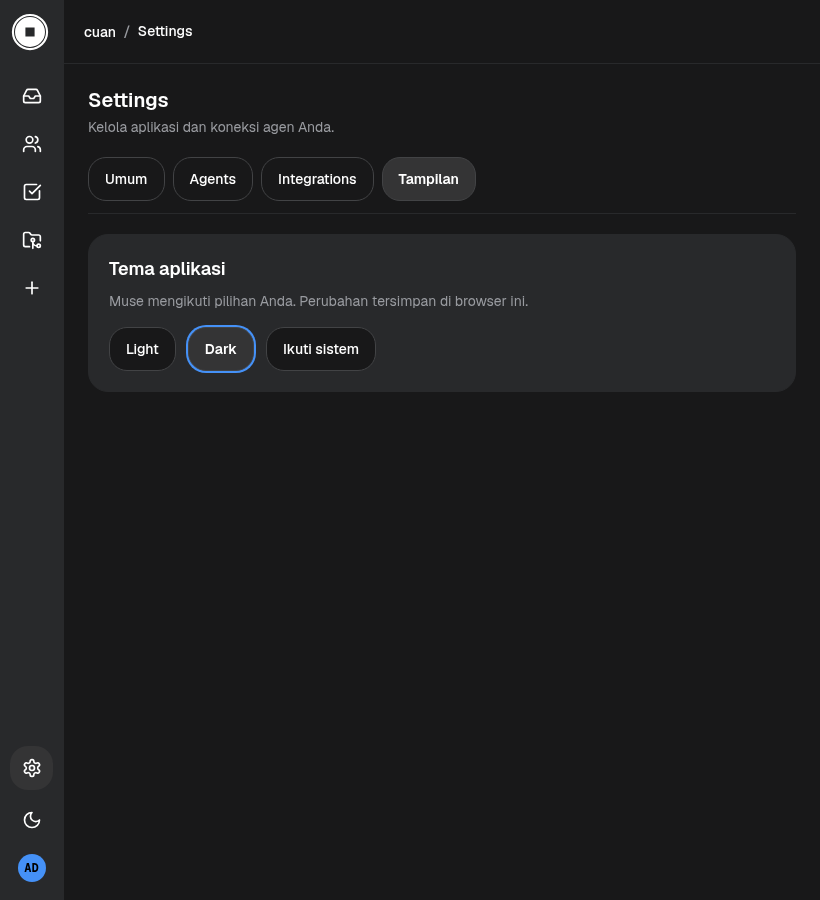 cuan / Settings
Settings
Kelola aplikasi dan koneksi agen Anda.
Umum Agents Integrations Tampilan
Tema aplikasi
Muse mengikuti pilihan Anda. Perubahan tersimpan di browser ini.
Light Dark Ikuti sistem
AD